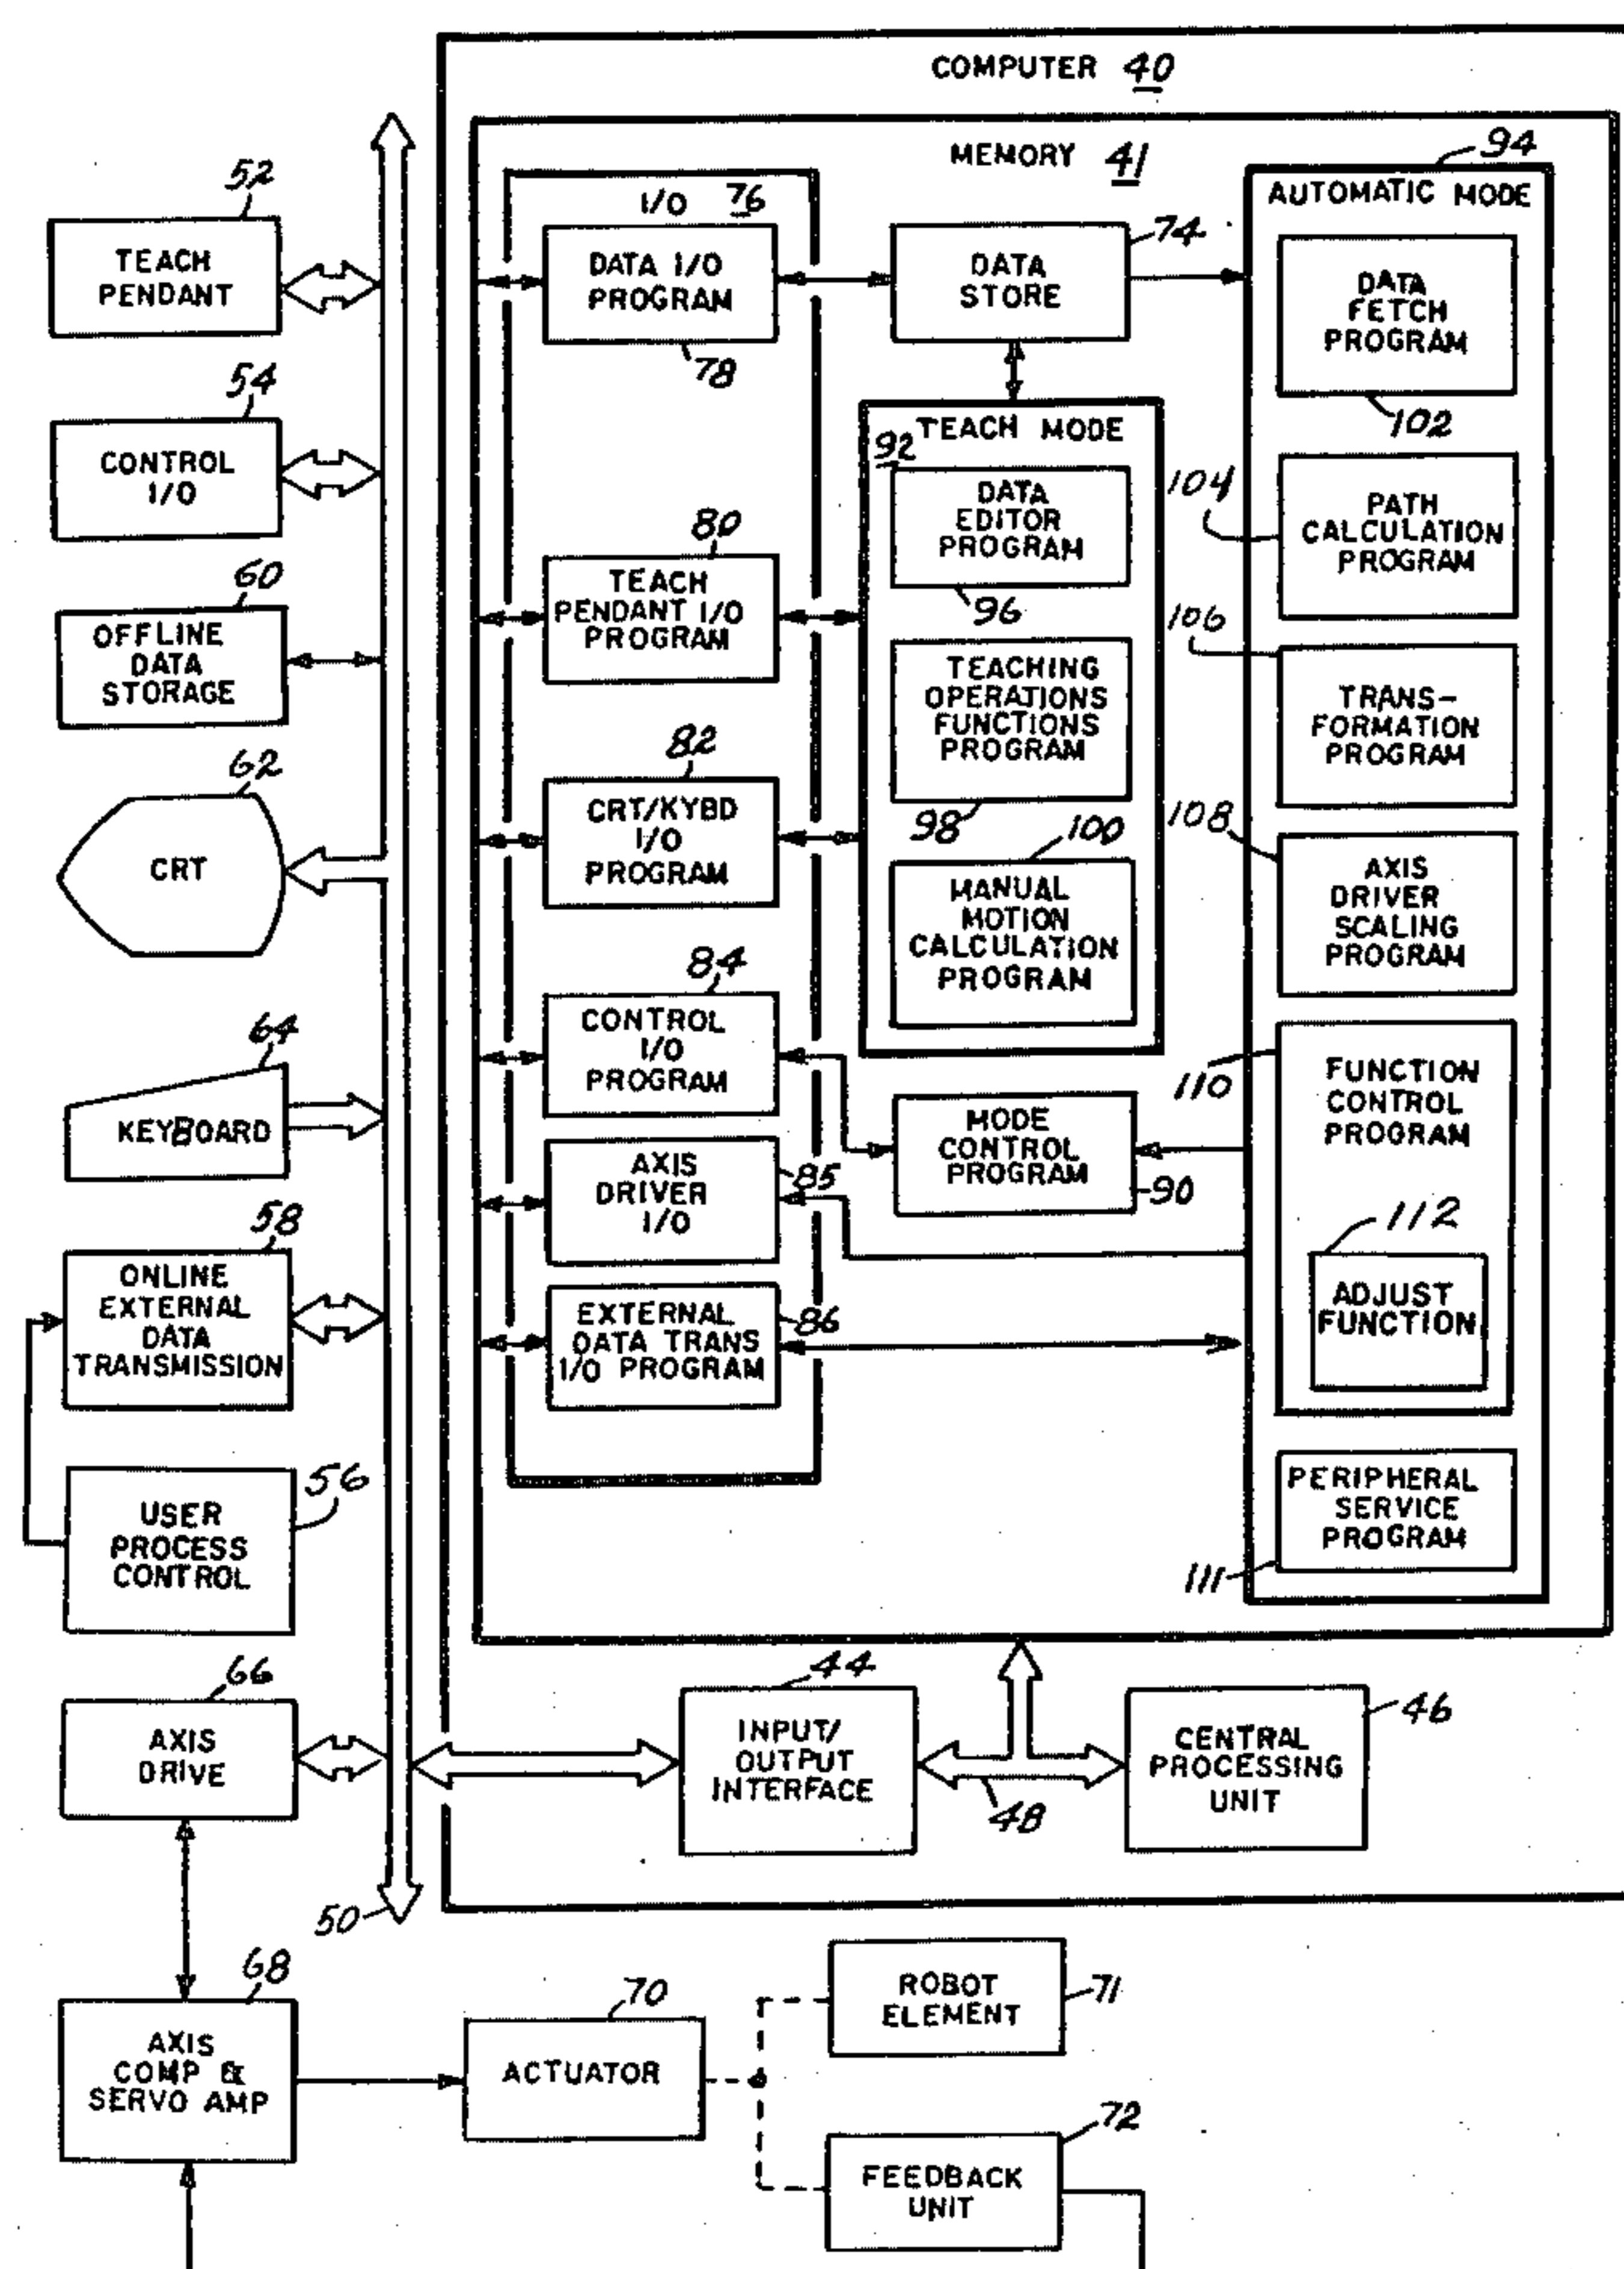 COMPUTER 40
MEMORY 41
52
TEACH
PENDANT
54
CONTROL
I/O
60
OFFLINE
DATA
STORAGE
62
CRT
64
KEYBOARD
58
ONLINE
EXTERNAL
DATA
TRANSMISSION
USER
PROCESS
CONTROL
56
66
AXIS
DRIVE
50
68
AXIS
COMP &
SERVO AMP
70
ACTUATOR
ROBOT
ELEMENT
71
72
FEEDBACK
UNIT
I/O 76
DATA I/O
PROGRAM
78
80
TEACH
PENDANT I/O
PROGRAM
82
CRT/KYBD
I/O
PROGRAM
84
CONTROL
I/O
PROGRAM
AXIS
DRIVER
I/O
85
EXTERNAL
DATA TRANS
I/O PROGRAM
86
74
DATA
STORE
TEACH MODE
92
DATA
EDITOR
PROGRAM
96
TEACHING
OPERATIONS
FUNCTIONS
PROGRAM
98
100
MANUAL
MOTION
CALCULATION
PROGRAM
MODE
CONTROL
PROGRAM
90
94
AUTOMATIC MODE
DATA
FETCH
PROGRAM
102
104
PATH
CALCULATION
PROGRAM
106
TRANS-
FORMATION
PROGRAM
108
AXIS
DRIVER
SCALING
PROGRAM
110
FUNCTION
CONTROL
PROGRAM
112
ADJUST
FUNCTION
PERIPHERAL
SERVICE
PROGRAM
111
44
INPUT/
OUTPUT
INTERFACE
48
CENTRAL
PROCESSING
UNIT
46